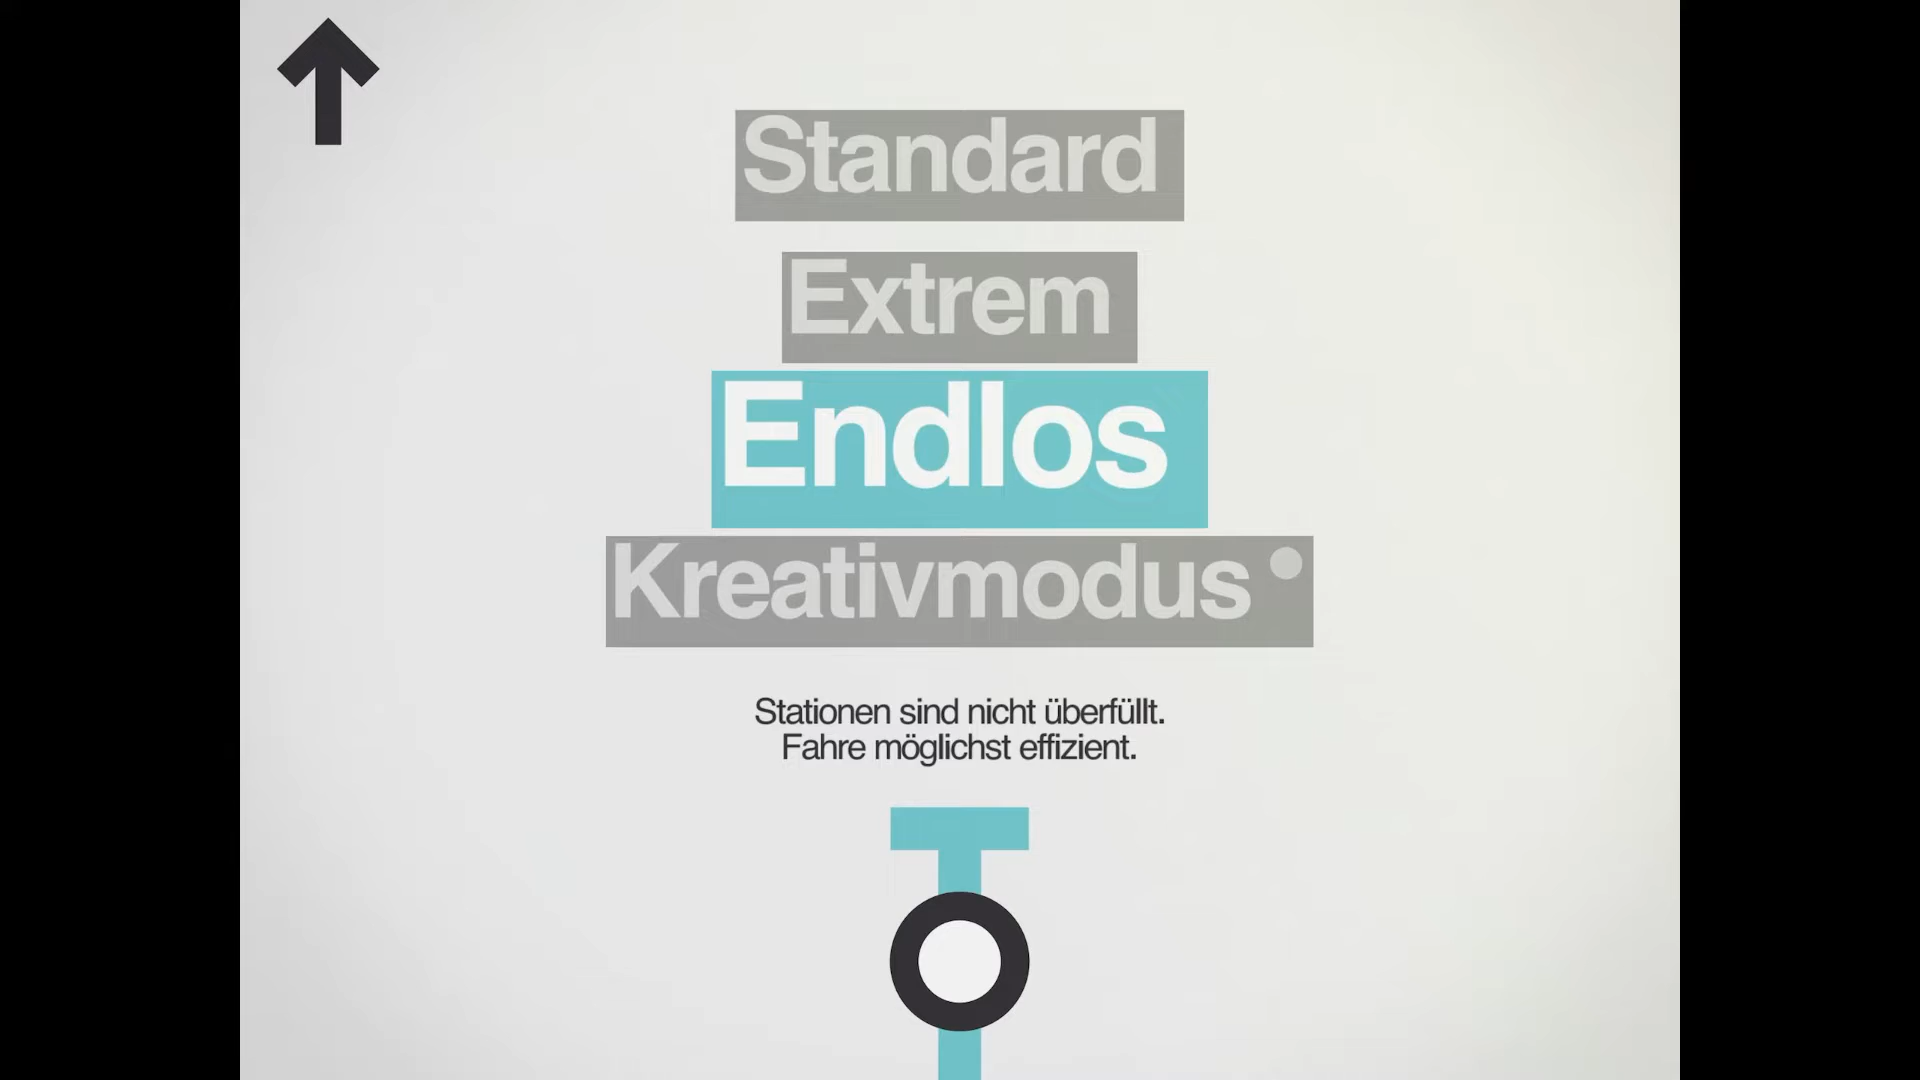 Standard
Extrem
Endlos
Kreativmodus
Stationen sind nicht überfüllt.
Fahre möglichst effizient.